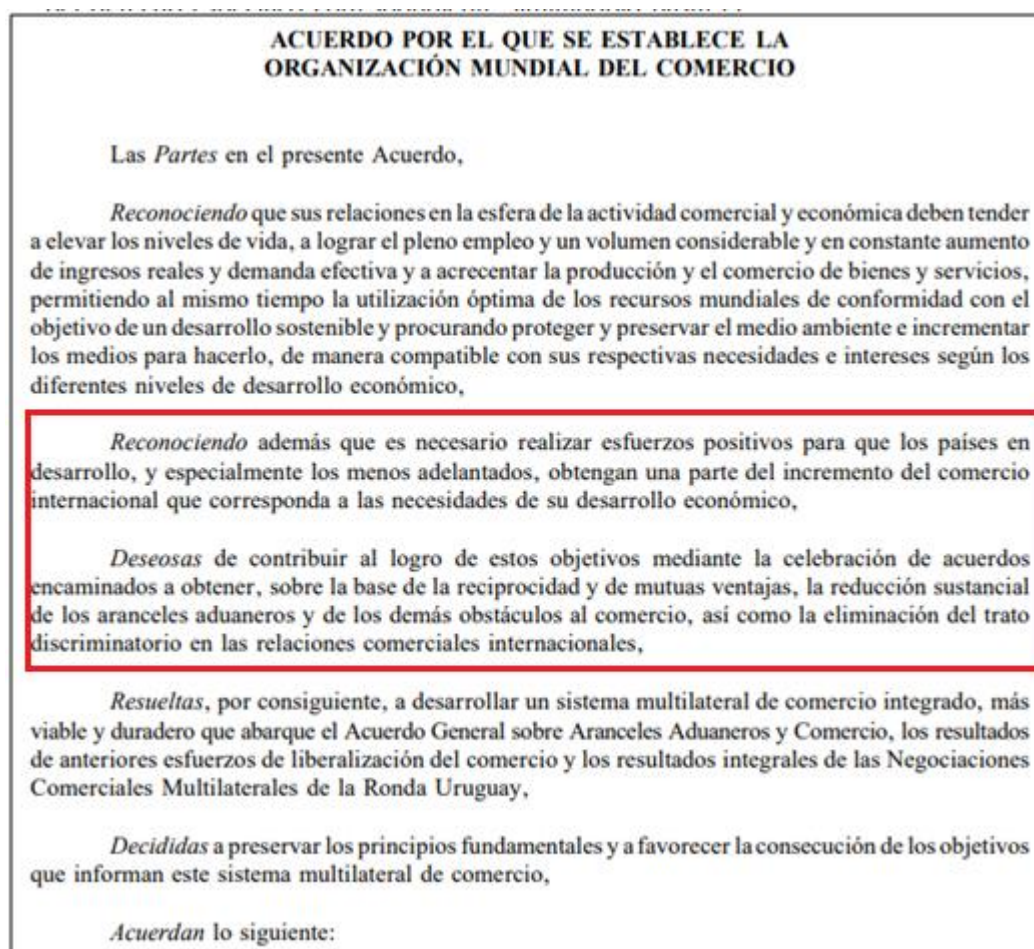 ACUERDO POR EL QUE SE ESTABLECE LA
ORGANIZACIÓN MUNDIAL DEL COMERCIO
Las Partes en el presente Acuerdo,
Reconociendo que sus relaciones en la esfera de la actividad comercial y económica deben tender
a elevar los niveles de vida, a lograr el pleno empleo y un volumen considerable y en constante aumento
de ingresos reales y demanda efectiva y a acrecentar la producción y el comercio de bienes y servicios,
permitiendo al mismo tiempo la utilización óptima de los recursos mundiales de conformidad con el
objetivo de un desarrollo sostenible y procurando proteger y preservar el medio ambiente e incrementar
los medios para hacerlo, de manera compatible con sus respectivas necesidades e intereses según los
diferentes niveles de desarrollo económico,
Reconociendo además que es necesario realizar esfuerzos positivos para que los países en
desarrollo, y especialmente los menos adelantados, obtengan una parte del incremento del comercio
internacional que corresponda a las necesidades de su desarrollo económico,
Deseosas de contribuir al logro de estos objetivos mediante la celebración de acuerdos
encaminados a obtener, sobre la base de la reciprocidad y de mutuas ventajas, la reducción sustancial
de los aranceles aduaneros y de los demás obstáculos al comercio, así como la eliminación del trato
discriminatorio en las relaciones comerciales internacionales,
Resueltas, por consiguiente, a desarrollar un sistema multilateral de comercio integrado, más
viable y duradero que abarque el Acuerdo General sobre Aranceles Aduaneros y Comercio, los resultados
de anteriores esfuerzos de liberalización del comercio y los resultados integrales de las Negociaciones
Comerciales Multilaterales de la Ronda Uruguay,
Decididas a preservar los principios fundamentales y a favorecer la consecución de los objetivos
que informan este sistema multilateral de comercio,
Acuerdan lo siguiente: